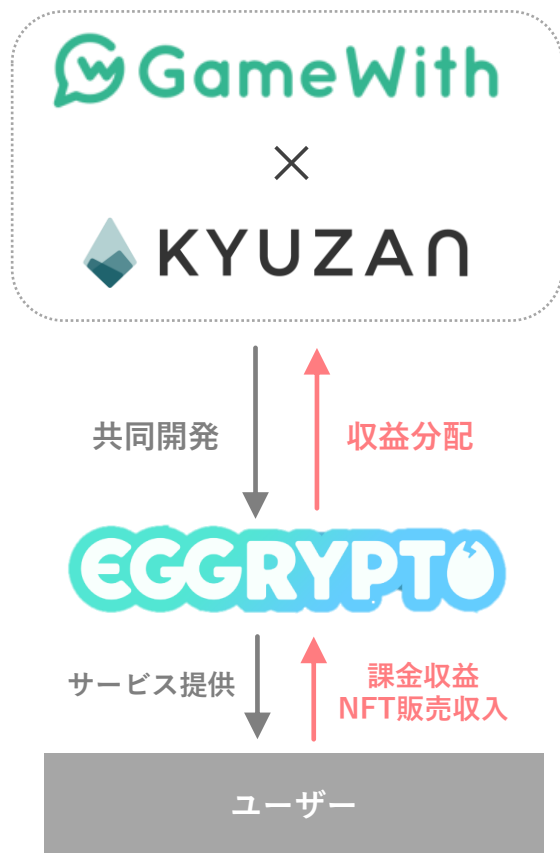 GameWith
×
KYUZAN
共同開発
収益分配
EGGRYPTO
サービス提供
課金収益
NFT販売収入
ユーザー